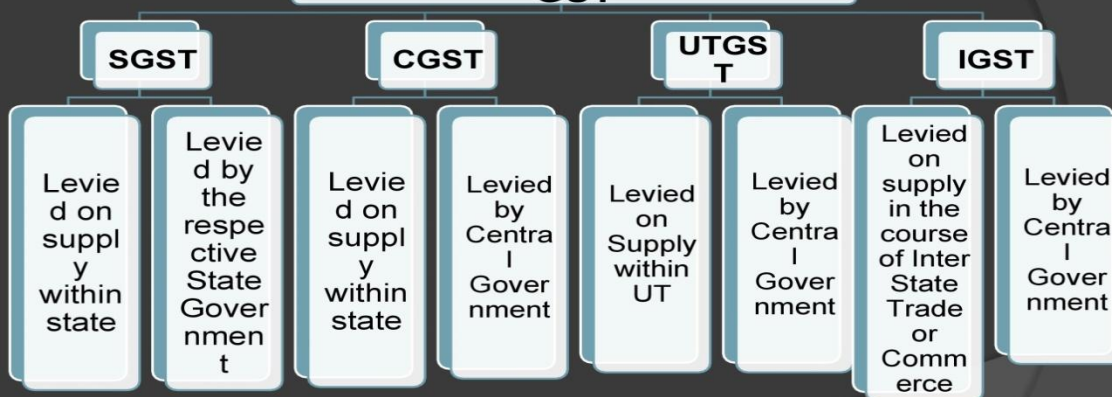 GST
SGST
Levie
d on
suppl
y
within
state
Levie
d by
the
respe
ctive
State
Gover
nmen
t
CGST
Levie
d on
suppl
y
within
state
Levied
by
Centra
l
Gover
nment
UTGS
T
Levied
on
Supply
within
UT
Levied
by
Centra
l
Gover
nment
IGST
Levied
on
supply
in the
course
of Inter
State
Trade
or
Comm
erce
Levied
by
Centra
l
Gover
nment